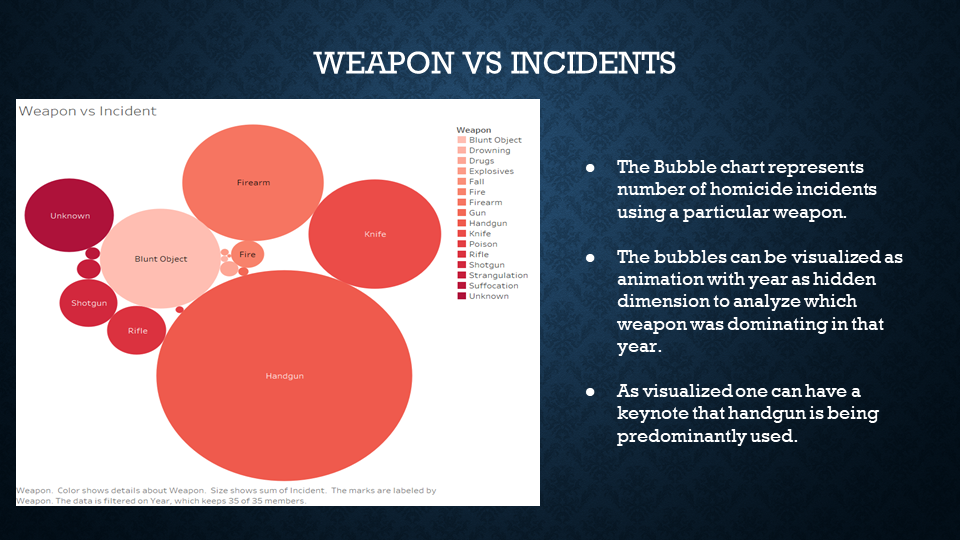 WEAPON VS INCIDENTS
Weapon vs Incident
Firearm
Unknown
Knife
Blunt Object
Fire
Shotgun
Rifle
Handgun
Weapon
Blunt Object
Drowning
Drugs
Explosives
Fall
Fire
Firearm
Gun
Handgun
Knife
Poison
Rifle
Shotgun
Strangulation
Suffocation
Unknown
Weapon. Color shows details about Weapon. Size shows sum of Incident. The marks are labeled by
Weapon. The data is filtered on Year, which keeps 35 of 35 members.
● The Bubble chart represents
number of homicide incidents
using a particular weapon.
● The bubbles can be visualized as
animation with year as hidden
dimension to analyze which
weapon was dominating in that
year.
● As visualized one can have a
keynote that handgun is being
predominantly used.